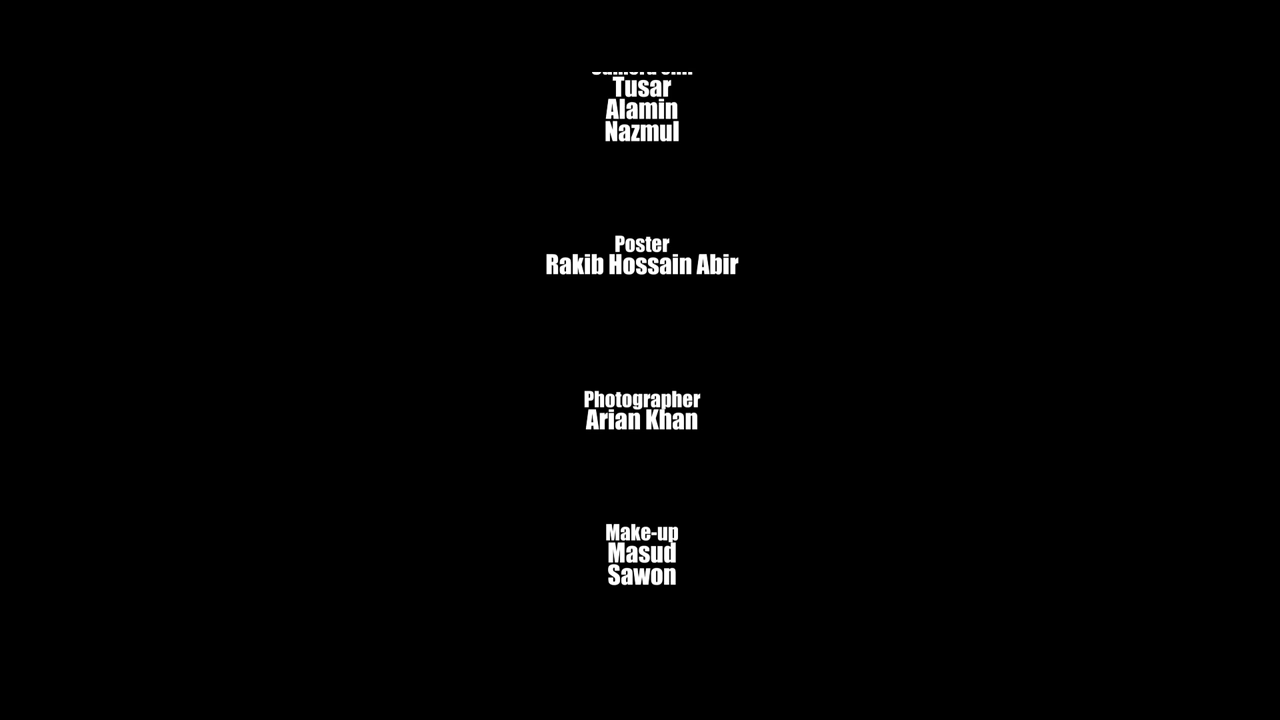 Tusar
Alamin
Nazmul
Poster
Rakib Hossain Abir
Photographer
Arian Khan
Make-up
Masud
Sawon